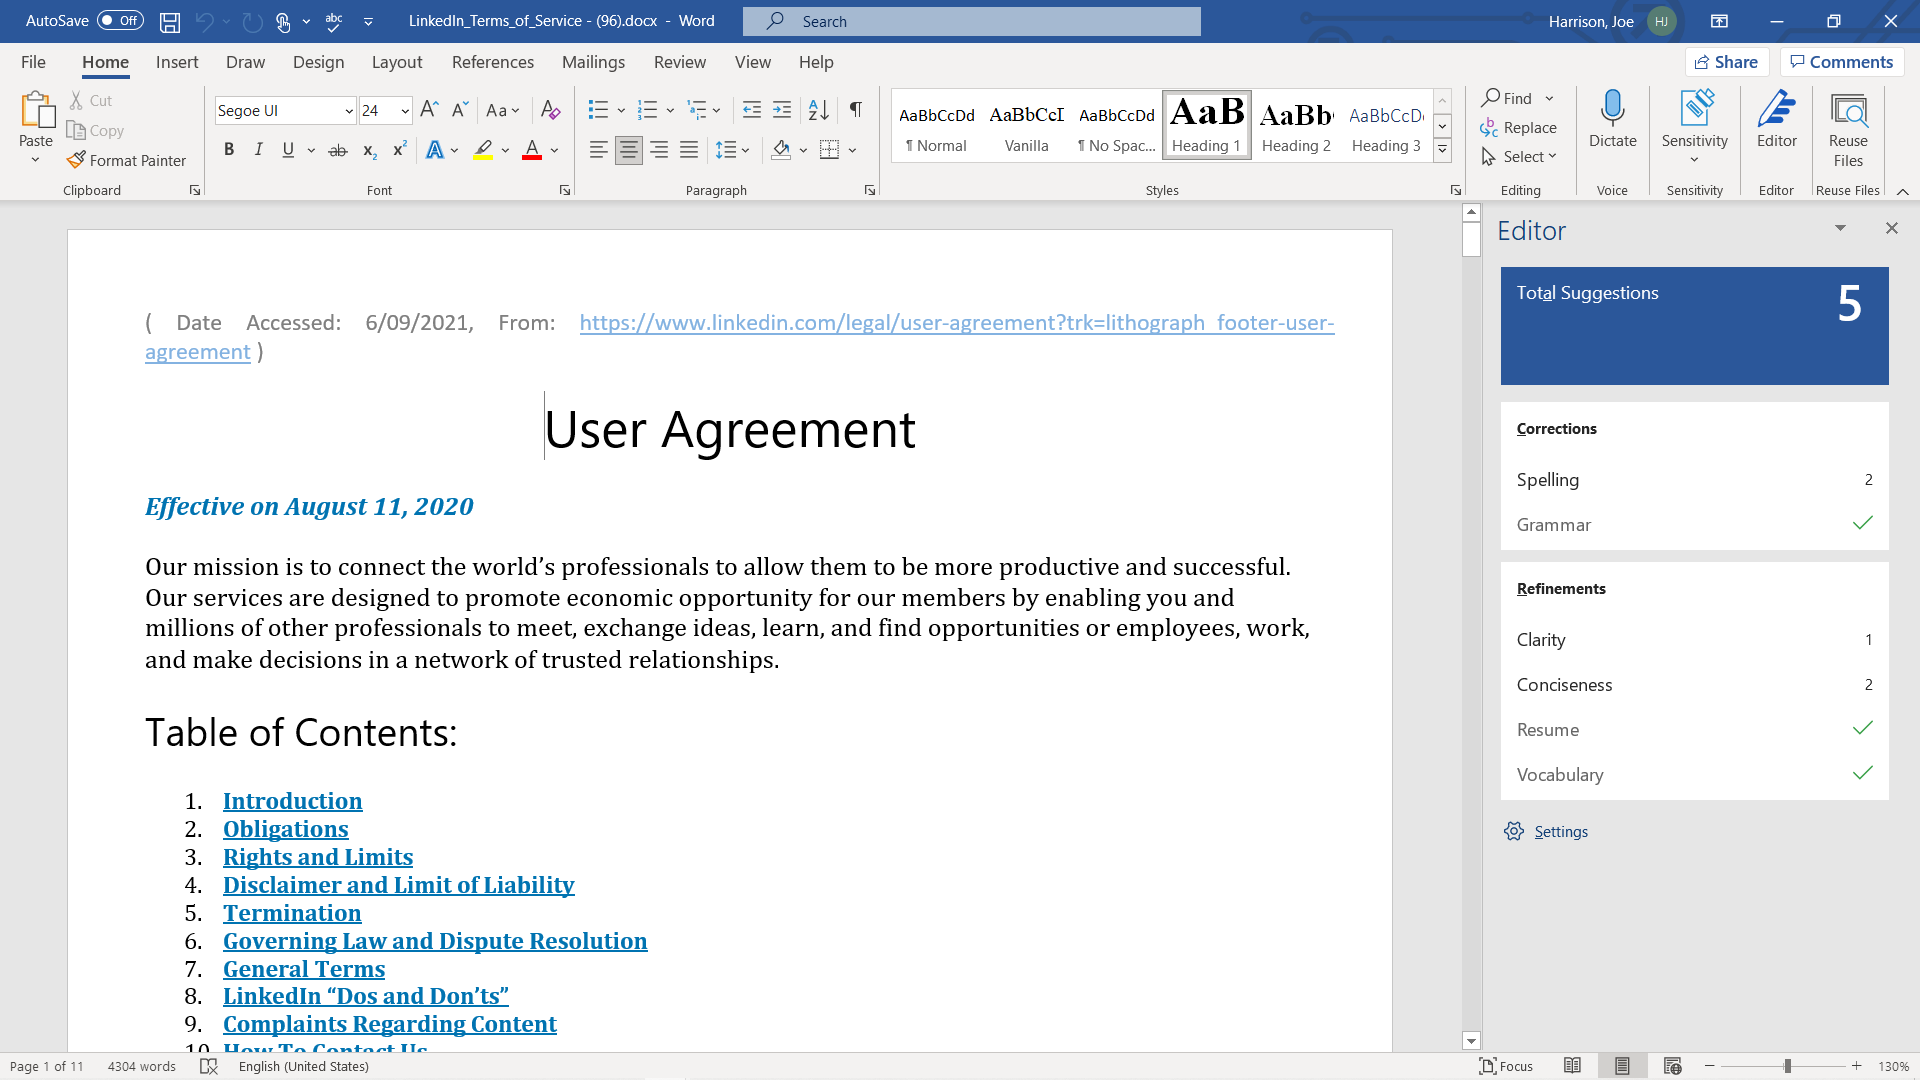 AutoSave Off LinkedIn_Terms_of_Service - (96).docx - Word Search Harrison, Joe HJ
File Home Insert Draw Design Layout References Mailings Review View Help Share Comments
Paste Cut Copy Format Painter Clipboard
Segoe UI 24 Aa Font
Paragraph
AaBbCcDd ¶ Normal
AaBbCcI Vanilla
AaBbCcDd ¶ No Spac...
AaB Heading 1
AaBb Heading 2
AaBbCcD Heading 3
Styles
Find Replace Select Editing
Dictate Voice
Sensitivity Sensitivity
Editor Editor
Reuse Files Reuse Files
( Date Accessed: 6/09/2021, From: https://www.linkedin.com/legal/user-agreement?trk=lithograph_footer-user-
agreement )
User Agreement
Effective on August 11, 2020
Our mission is to connect the world’s professionals to allow them to be more productive and successful.
Our services are designed to promote economic opportunity for our members by enabling you and
millions of other professionals to meet, exchange ideas, learn, and find opportunities or employees, work,
and make decisions in a network of trusted relationships.
Table of Contents:
1. Introduction
2. Obligations
3. Rights and Limits
4. Disclaimer and Limit of Liability
5. Termination
6. Governing Law and Dispute Resolution
7. General Terms
8. LinkedIn “Dos and Don’ts”
9. Complaints Regarding Content
10. How To Contact Us
Editor
Total Suggestions 5
Corrections
Spelling 2
Grammar
Refinements
Clarity 1
Conciseness 2
Resume
Vocabulary
Settings
Page 1 of 11 4304 words English (United States) Focus 130%